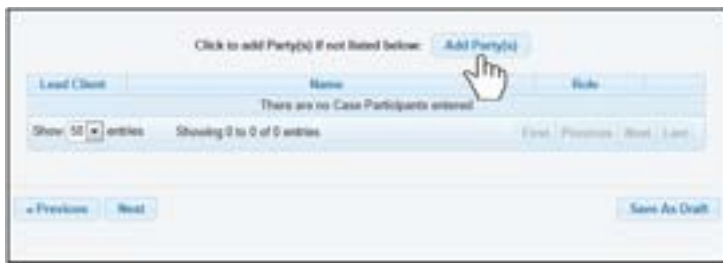 Click to add Party(s) if not listed below: Add Party(s)
Lead Client Name Role
There are no Case Participants entered
Show 50 entries Showing 0 to 0 of 0 entries First Previous Next Last
« Previous Next Save As Draft